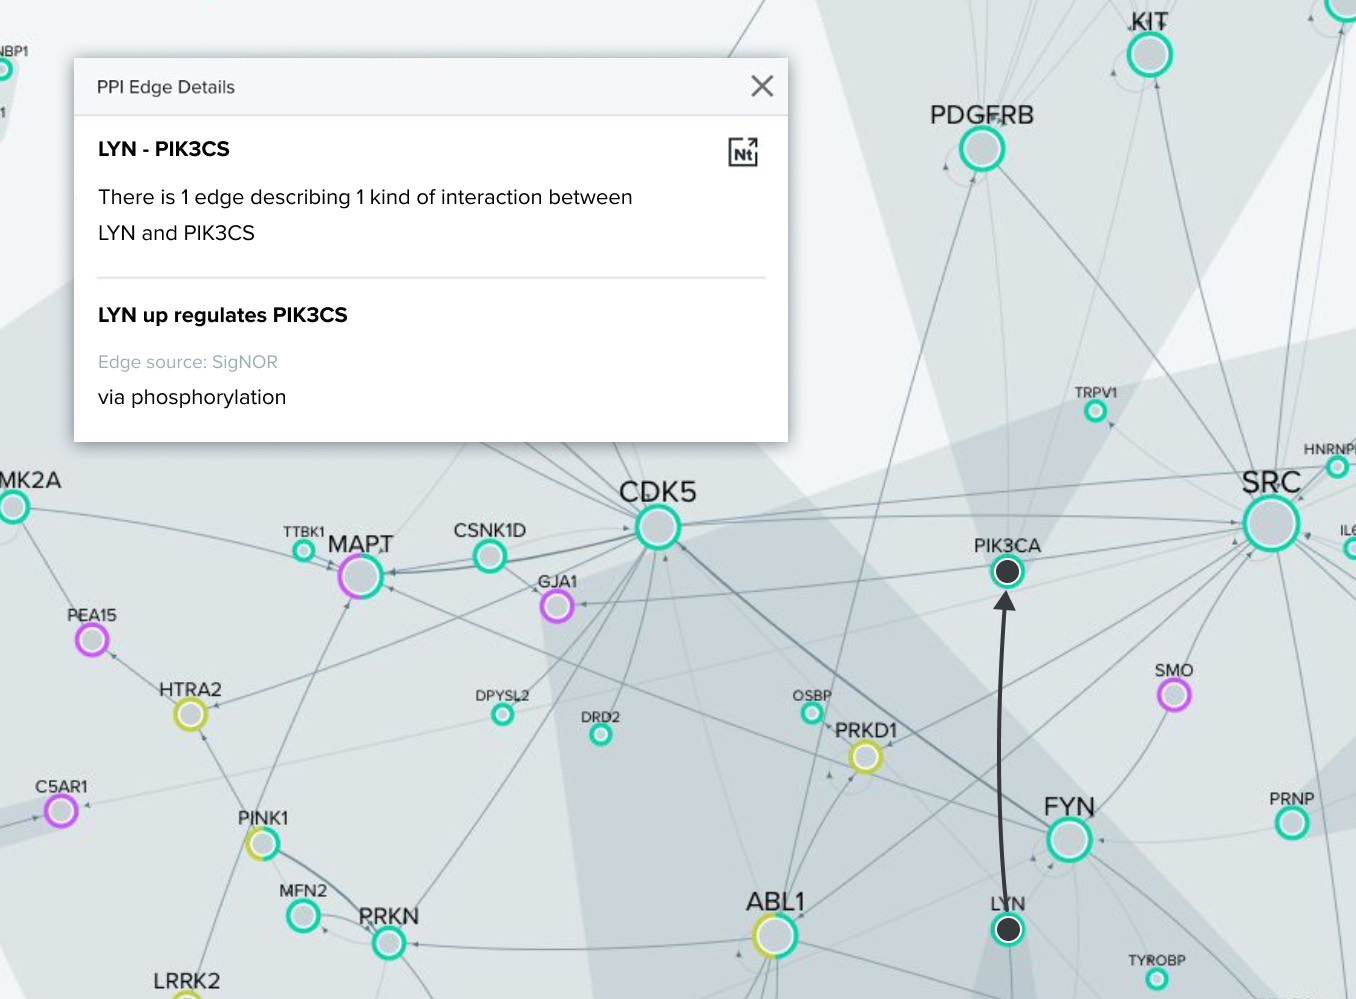 KIT
NBP1
PPI Edge Details
1
PDGFRB
LYN - PIK3CS
Nt
There is 1 edge describing 1 kind of interaction between
LYN and PIK3CS
LYN up regulates PIK3CS
Edge source: SigNOR
via phosphorylation
TRPV1
HNRNP
MK2A
CDK5
SRC
TTBK1
MAPT
CSNK1D
PIK3CA
IL6
GJA1
PEA15
SMO
HTRA2
DPYSL2
OSBP
DRD2
PRKD1
C5AR1
PINK1
FYN
PRNP
MFN2
PRKN
ABL1
LYN
TYROBP
LRRK2